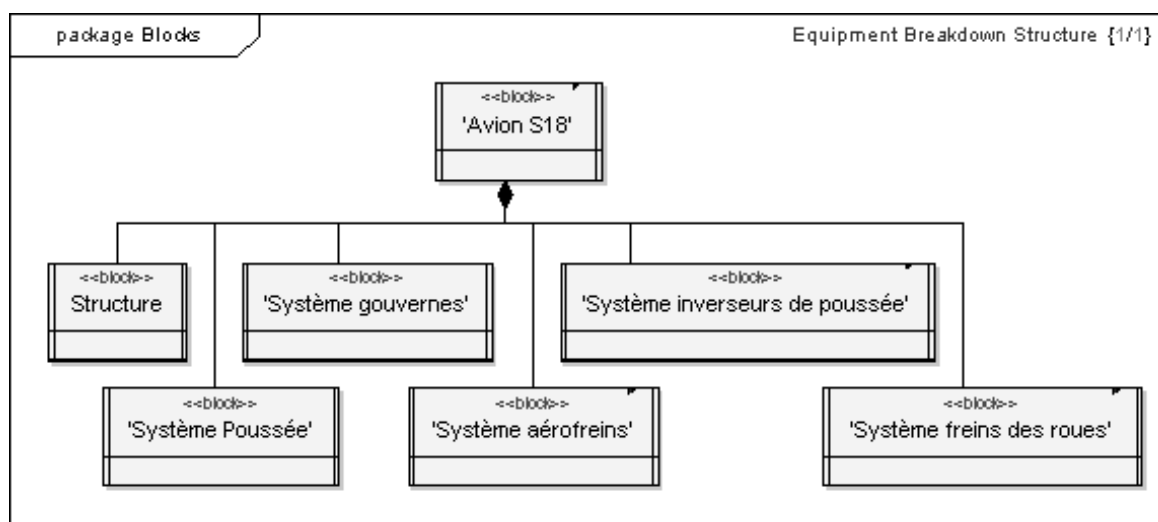 package Blocks
Equipment Breakdown Structure {1/1}
<<block>>
'Avion S18'
<<block>>
Structure
<<block>>
'Système gouvernes'
<<block>>
'Système inverseurs de poussée'
<<block>>
'Système Poussée'
<<block>>
'Système aérofreins'
<<block>>
'Système freins des roues'